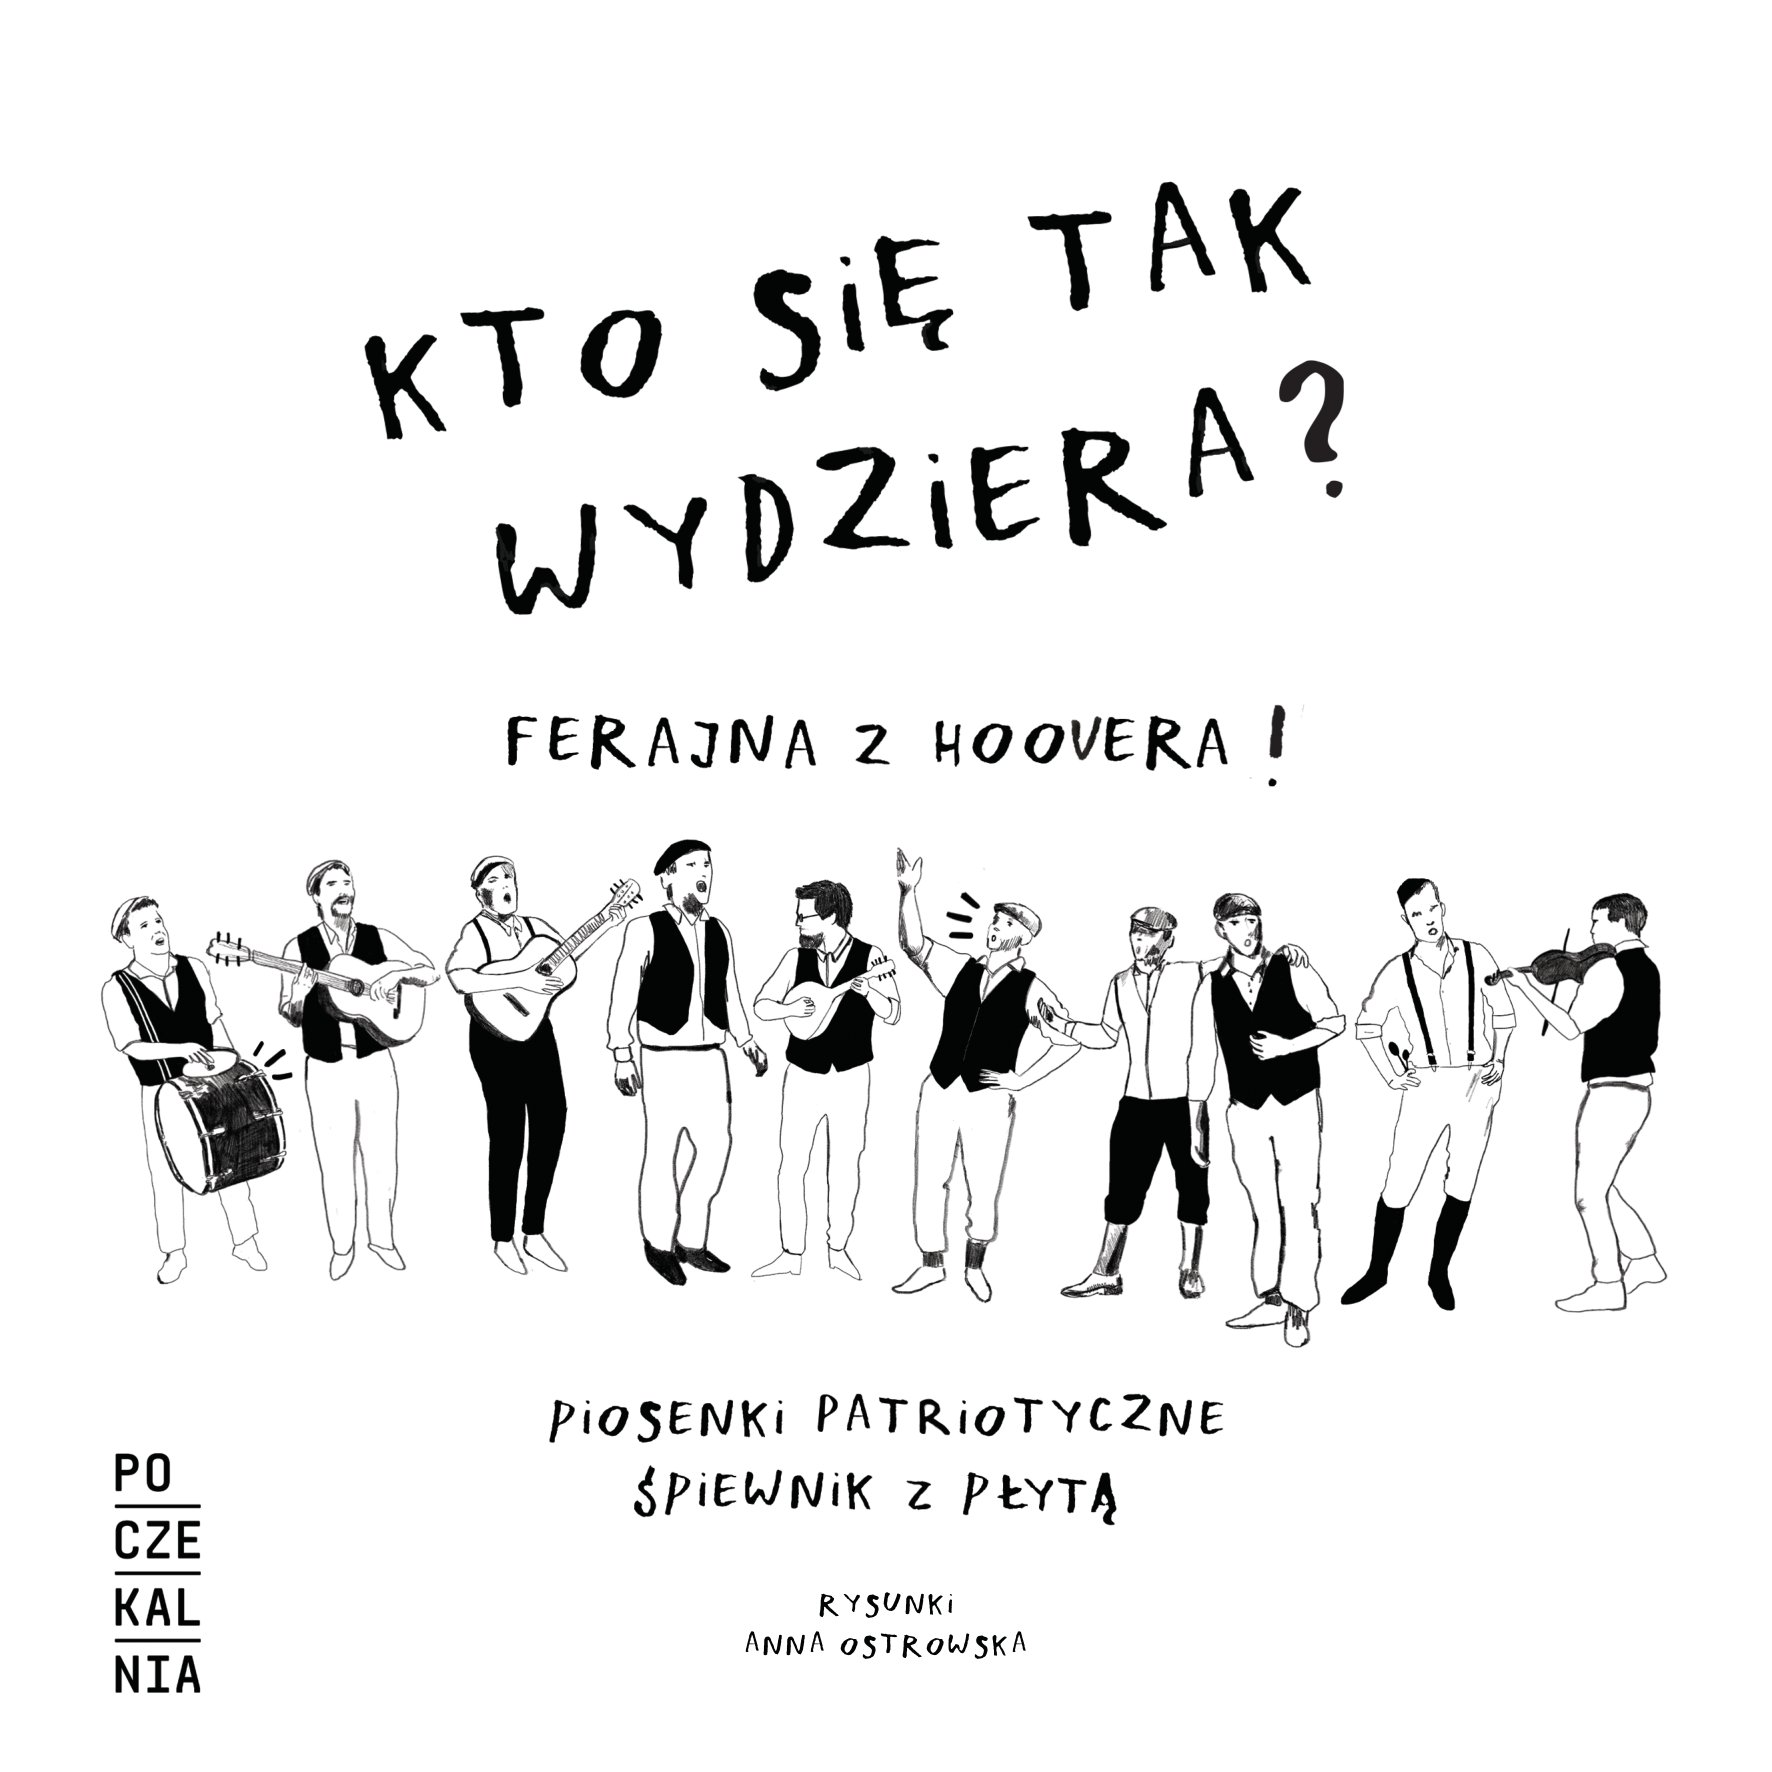 KTO SIĘ TAK
WYDZIERA?
FERAJNA Z HOOVERA!
PIOSENKI PATRIOTYCZNE
ŚPIEWNIK Z PŁYTĄ
RYSUNKI
ANNA OSTROWSKA
PO
CZE
KAL
NIA